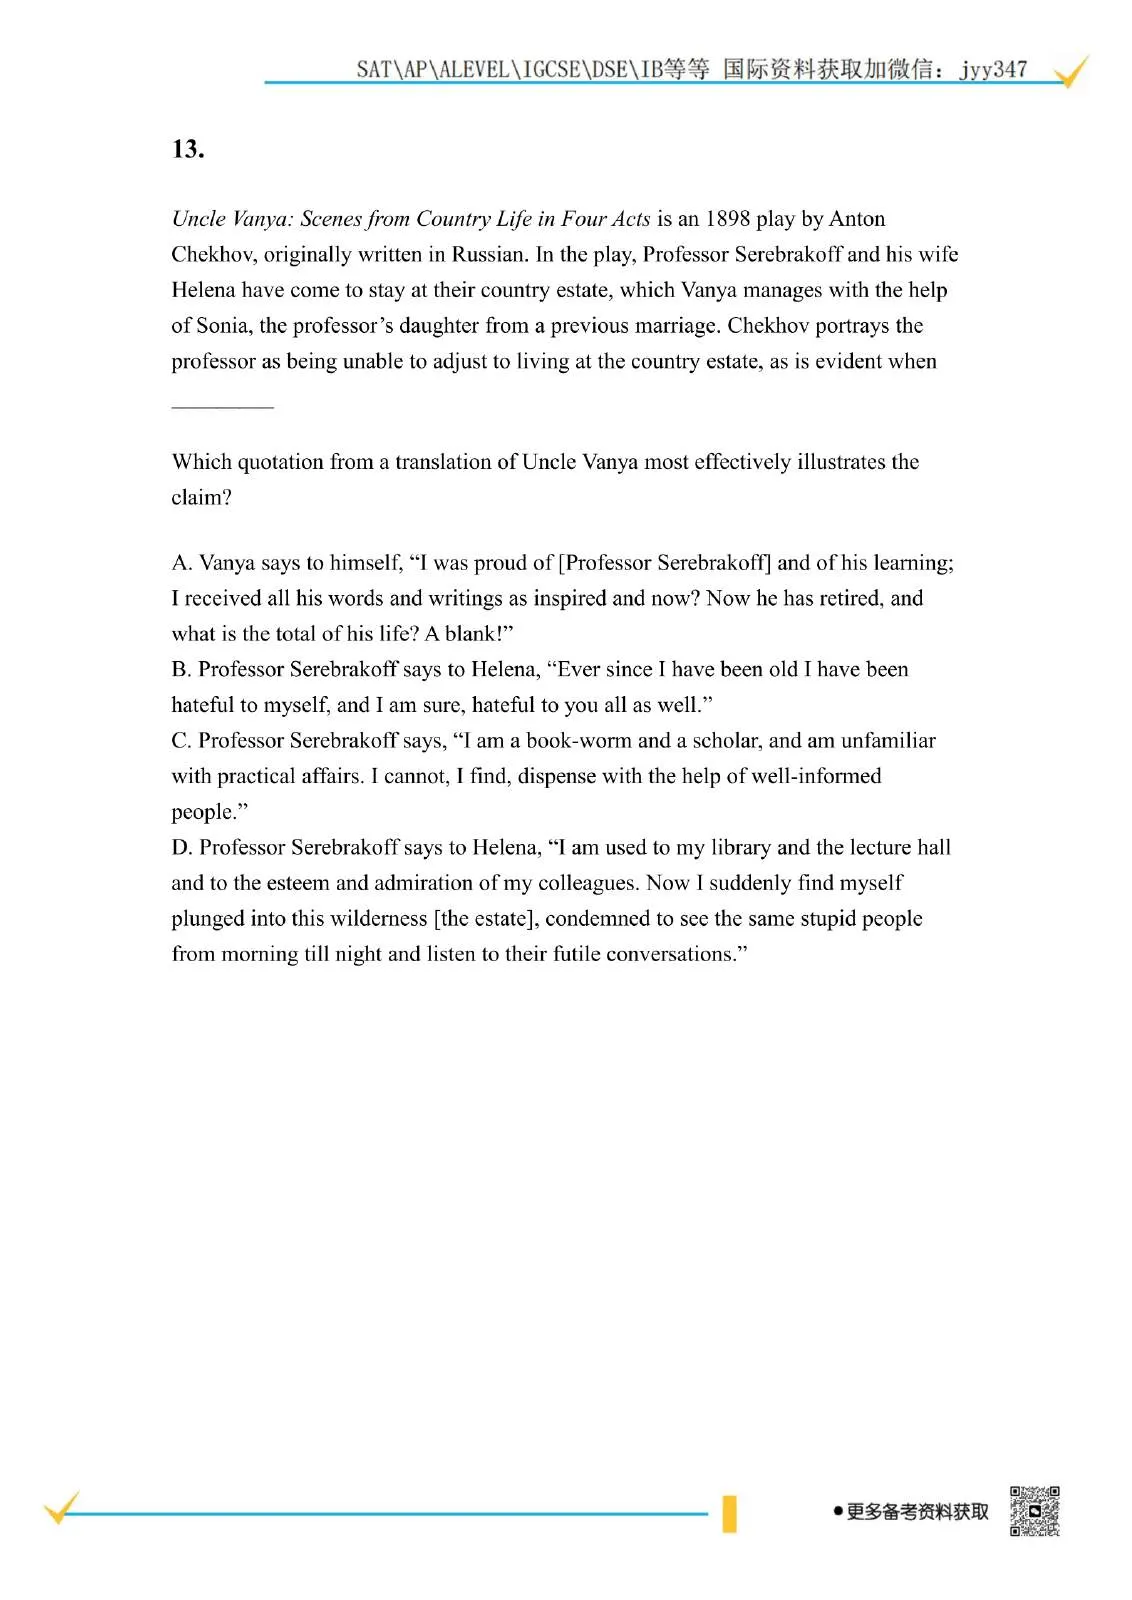 SAT\AP\ALEVEL\IGCSE\DSE\IB等等 国际资料获取加微信：jyy347
13.
Uncle Vanya: Scenes from Country Life in Four Acts is an 1898 play by Anton
Chekhov, originally written in Russian. In the play, Professor Serebrakoff and his wife
Helena have come to stay at their country estate, which Vanya manages with the help
of Sonia, the professor’s daughter from a previous marriage. Chekhov portrays the
professor as being unable to adjust to living at the country estate, as is evident when
_________
Which quotation from a translation of Uncle Vanya most effectively illustrates the
claim?
A. Vanya says to himself, “I was proud of [Professor Serebrakoff] and of his learning;
I received all his words and writings as inspired and now? Now he has retired, and
what is the total of his life? A blank!”
B. Professor Serebrakoff says to Helena, “Ever since I have been old I have been
hateful to myself, and I am sure, hateful to you all as well.”
C. Professor Serebrakoff says, “I am a book-worm and a scholar, and am unfamiliar
with practical affairs. I cannot, I find, dispense with the help of well-informed
people.”
D. Professor Serebrakoff says to Helena, “I am used to my library and the lecture hall
and to the esteem and admiration of my colleagues. Now I suddenly find myself
plunged into this wilderness [the estate], condemned to see the same stupid people
from morning till night and listen to their futile conversations.”
●更多备考资料获取